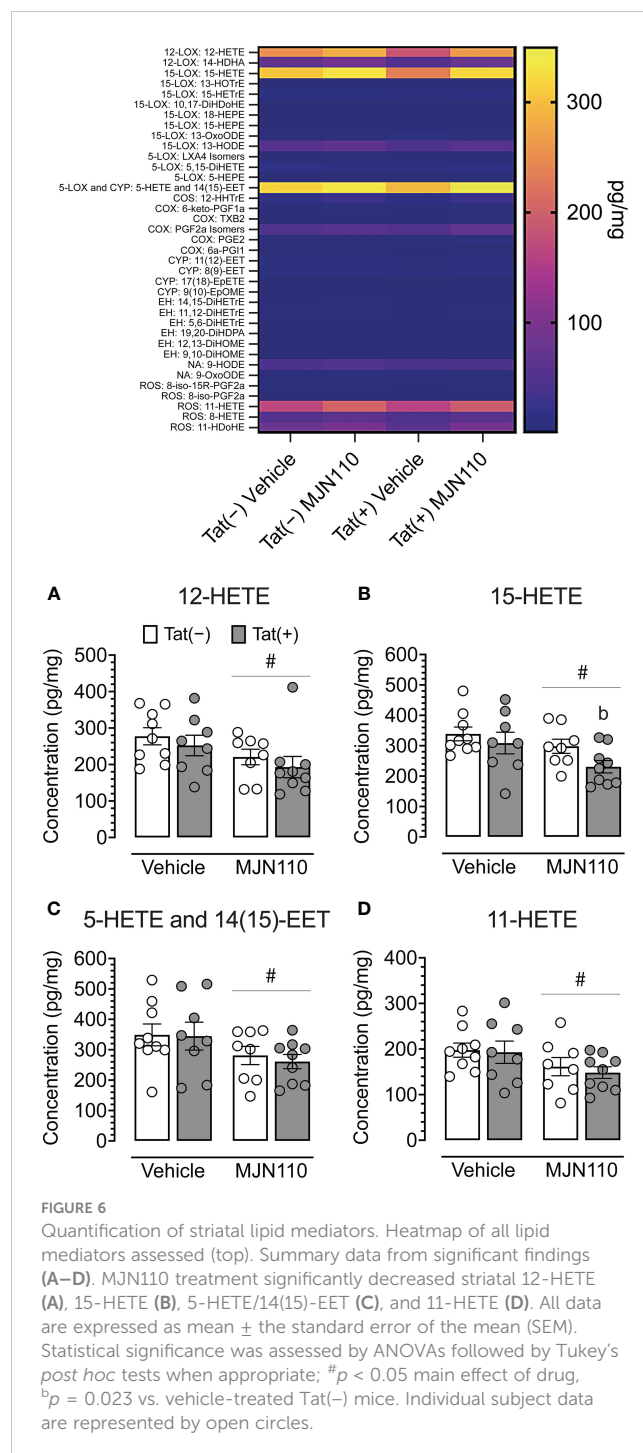 12-LOX: 12-HETE
12-LOX: 14-HDHA
15-LOX: 15-HETE
15-LOX: 13-HOTrE
15-LOX: 15-HETrE
15-LOX: 10,17-DiHDoHE
15-LOX: 18-HEPE
15-LOX: 15-HEPE
15-LOX: 13-OxoODE
15-LOX: 13-HODE
5-LOX: LXA4 Isomers
5-LOX: 5,15-DiHETE
5-LOX: 5-HEPE
5-LOX and CYP: 5-HETE and 14(15)-EET
COS: 12-HHTrE
COX: 6-keto-PGF1a
COX: TXB2
COX: PGF2a Isomers
COX: PGE2
COX: 6a-PGI1
CYP: 11(12)-EET
CYP: 8(9)-EET
CYP: 17(18)-EpETE
CYP: 9(10)-EpOME
EH: 14,15-DiHETrE
EH: 11,12-DiHETrE
EH: 5,6-DiHETrE
EH: 19,20-DiHDPA
EH: 12,13-DiHOME
EH: 9,10-DiHOME
NA: 9-HODE
NA: 9-OxoODE
ROS: 8-iso-15R-PGF2a
ROS: 8-iso-PGF2a
ROS: 11-HETE
ROS: 8-HETE
ROS: 11-HDoHE
300
200
100
pg/mg
Tat(−) Vehicle
Tat(−) MJN110
Tat(+) Vehicle
Tat(+) MJN110
A
12-HETE
Tat(−) Tat(+)
Concentration (pg/mg)
500
400
300
200
100
0
#
Vehicle MJN110
B
15-HETE
Concentration (pg/mg)
600
500
400
300
200
100
0
#
b
Vehicle MJN110
C
5-HETE and 14(15)-EET
Concentration (pg/mg)
600
500
400
300
200
100
0
#
Vehicle MJN110
D
11-HETE
Concentration (pg/mg)
400
300
200
100
0
#
Vehicle MJN110
FIGURE 6
Quantification of striatal lipid mediators. Heatmap of all lipid
mediators assessed (top). Summary data from significant findings
(A–D). MJN110 treatment significantly decreased striatal 12-HETE
(A), 15-HETE (B), 5-HETE/14(15)-EET (C), and 11-HETE (D). All data
are expressed as mean ± the standard error of the mean (SEM).
Statistical significance was assessed by ANOVAs followed by Tukey's
post hoc tests when appropriate; #p < 0.05 main effect of drug,
bp = 0.023 vs. vehicle-treated Tat(–) mice. Individual subject data
are represented by open circles.